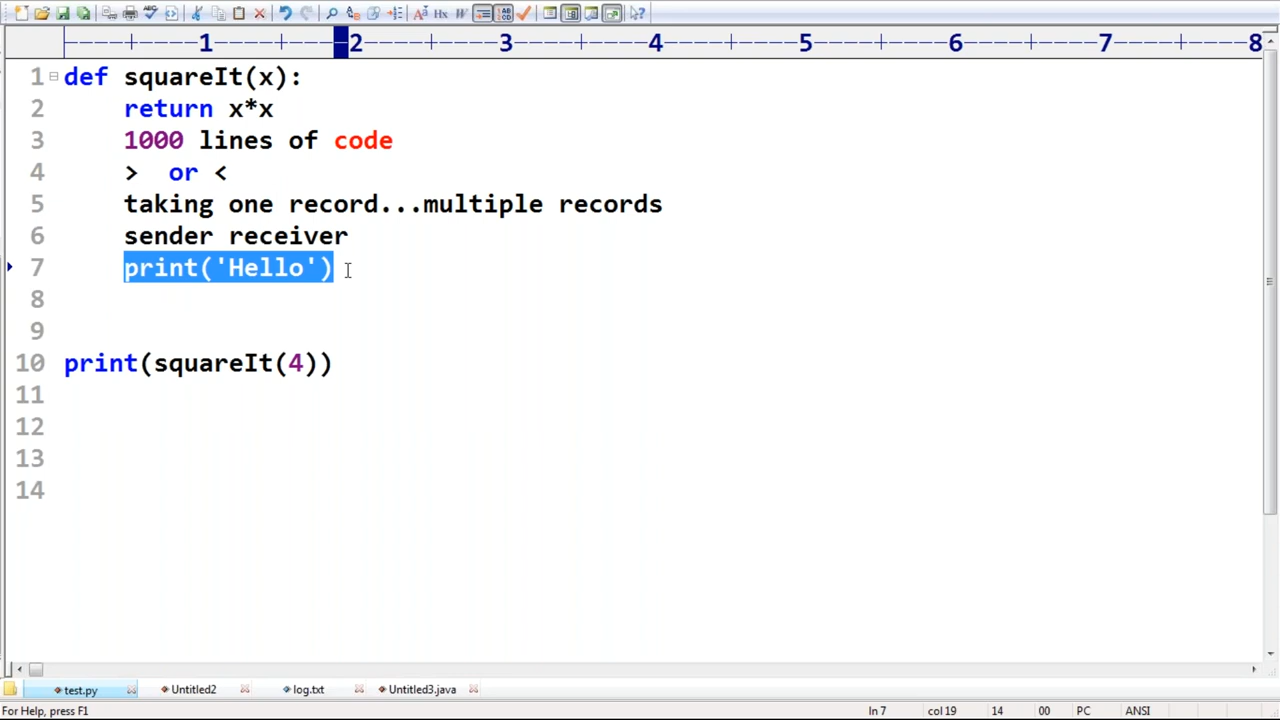 1 2 3 4 5 6 7 8
1 def squareIt(x):
2 return x*x
3 1000 lines of code
4 > or <
5 taking one record...multiple records
6 sender receiver
7 print('Hello')
8
9
10 print(squareIt(4))
11
12
13
14
test.py Untitled2 log.txt Untitled3.java
For Help, press F1 ln 7 col 19 14 00 PC ANSI